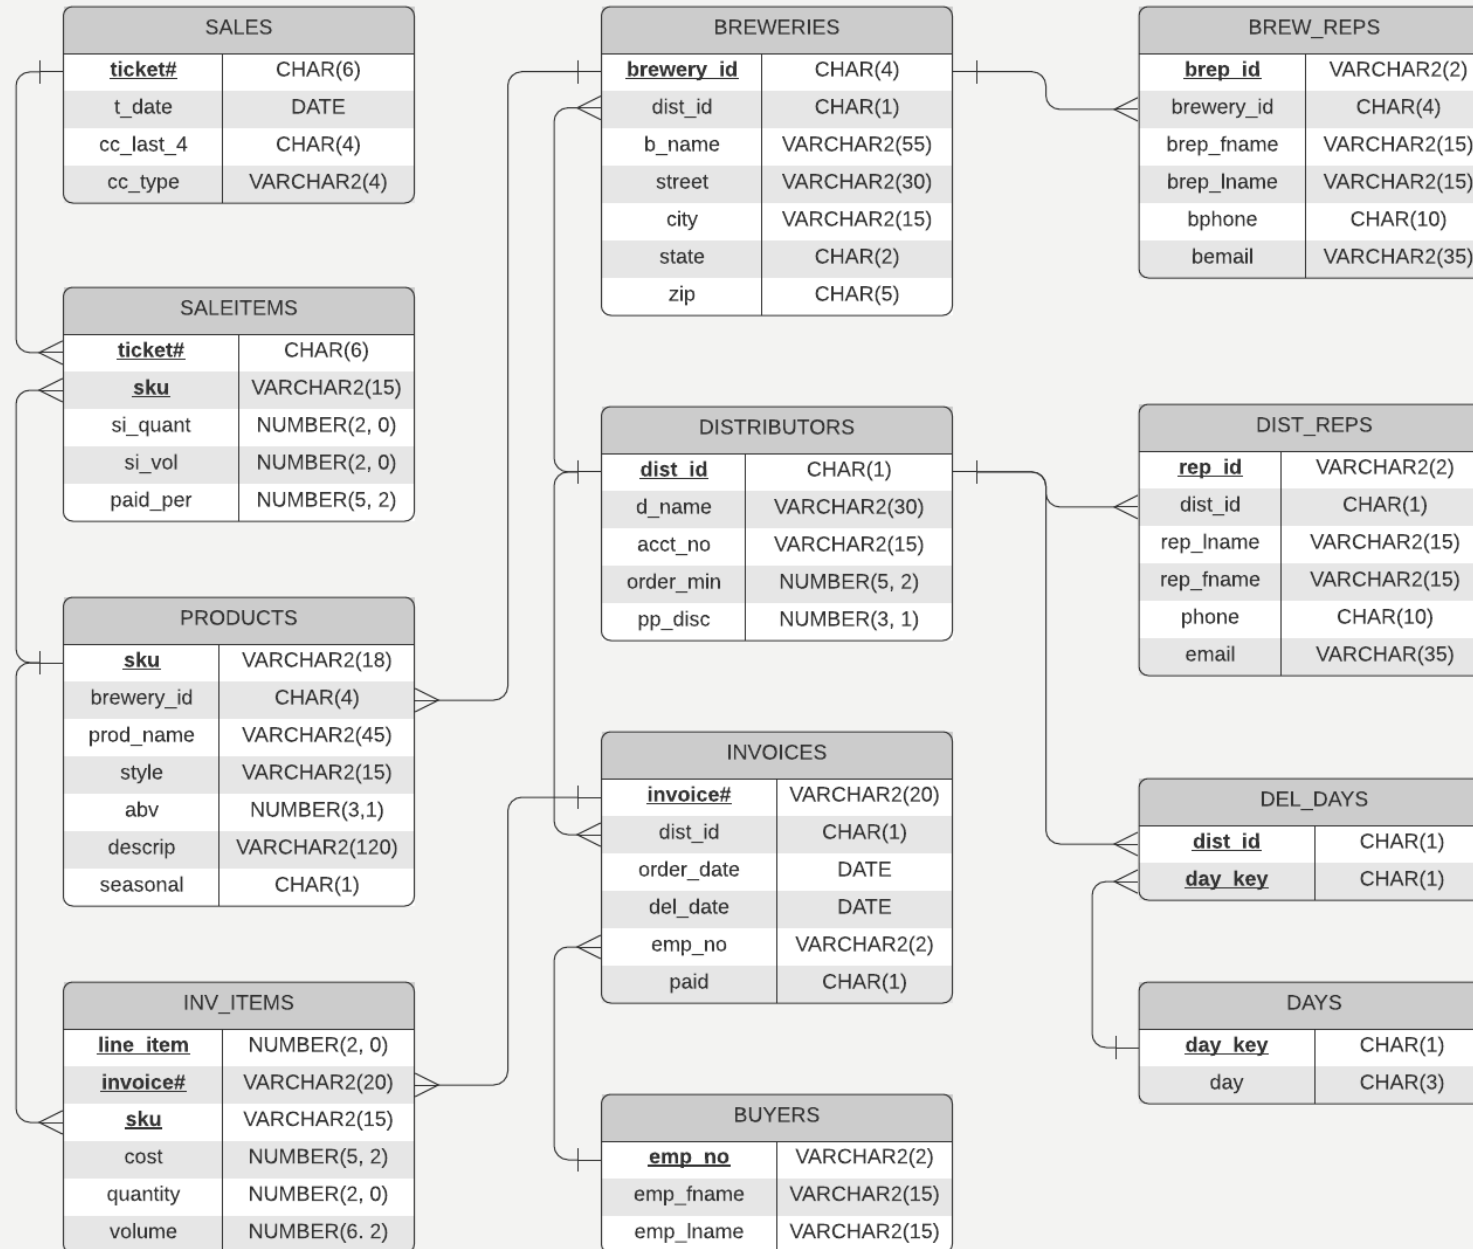 SALES
ticket# CHAR(6)
t_date DATE
cc_last_4 CHAR(4)
cc_type VARCHAR2(4)
SALEITEMS
ticket# CHAR(6)
sku VARCHAR2(15)
si_quant NUMBER(2, 0)
si_vol NUMBER(2, 0)
paid_per NUMBER(5, 2)
PRODUCTS
sku VARCHAR2(18)
brewery_id CHAR(4)
prod_name VARCHAR2(45)
style VARCHAR2(15)
abv NUMBER(3,1)
descrip VARCHAR2(120)
seasonal CHAR(1)
INV_ITEMS
line_item NUMBER(2, 0)
invoice# VARCHAR2(20)
sku VARCHAR2(15)
cost NUMBER(5, 2)
quantity NUMBER(2, 0)
volume NUMBER(6. 2)
BREWERIES
brewery_id CHAR(4)
dist_id CHAR(1)
b_name VARCHAR2(55)
street VARCHAR2(30)
city VARCHAR2(15)
state CHAR(2)
zip CHAR(5)
DISTRIBUTORS
dist_id CHAR(1)
d_name VARCHAR2(30)
acct_no VARCHAR2(15)
order_min NUMBER(5, 2)
pp_disc NUMBER(3, 1)
INVOICES
invoice# VARCHAR2(20)
dist_id CHAR(1)
order_date DATE
del_date DATE
emp_no VARCHAR2(2)
paid CHAR(1)
BUYERS
emp_no VARCHAR2(2)
emp_fname VARCHAR2(15)
emp_lname VARCHAR2(15)
BREW_REPS
brep_id VARCHAR2(2)
brewery_id CHAR(4)
brep_fname VARCHAR2(15)
brep_lname VARCHAR2(15)
bphone CHAR(10)
bemail VARCHAR2(35)
DIST_REPS
rep_id VARCHAR2(2)
dist_id CHAR(1)
rep_lname VARCHAR2(15)
rep_fname VARCHAR2(15)
phone CHAR(10)
email VARCHAR(35)
DEL_DAYS
dist_id CHAR(1)
day_key CHAR(1)
DAYS
day_key CHAR(1)
day CHAR(3)